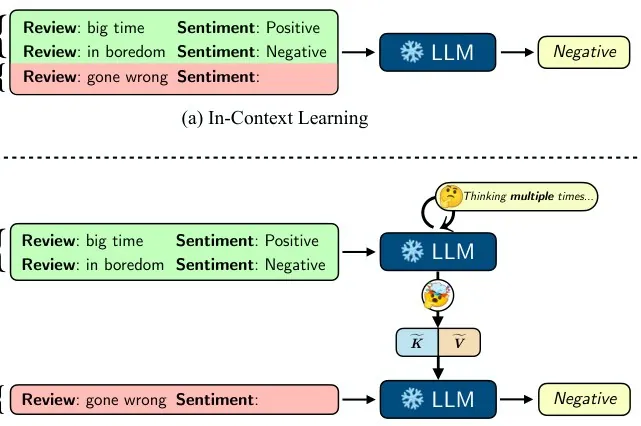 Review: big time Sentiment: Positive
Review: in boredom Sentiment: Negative
Review: gone wrong Sentiment:
LLM
Negative
(a) In-Context Learning
Thinking multiple times...
Review: big time Sentiment: Positive
Review: in boredom Sentiment: Negative
LLM
K̃ Ṽ
Review: gone wrong Sentiment:
LLM
Negative